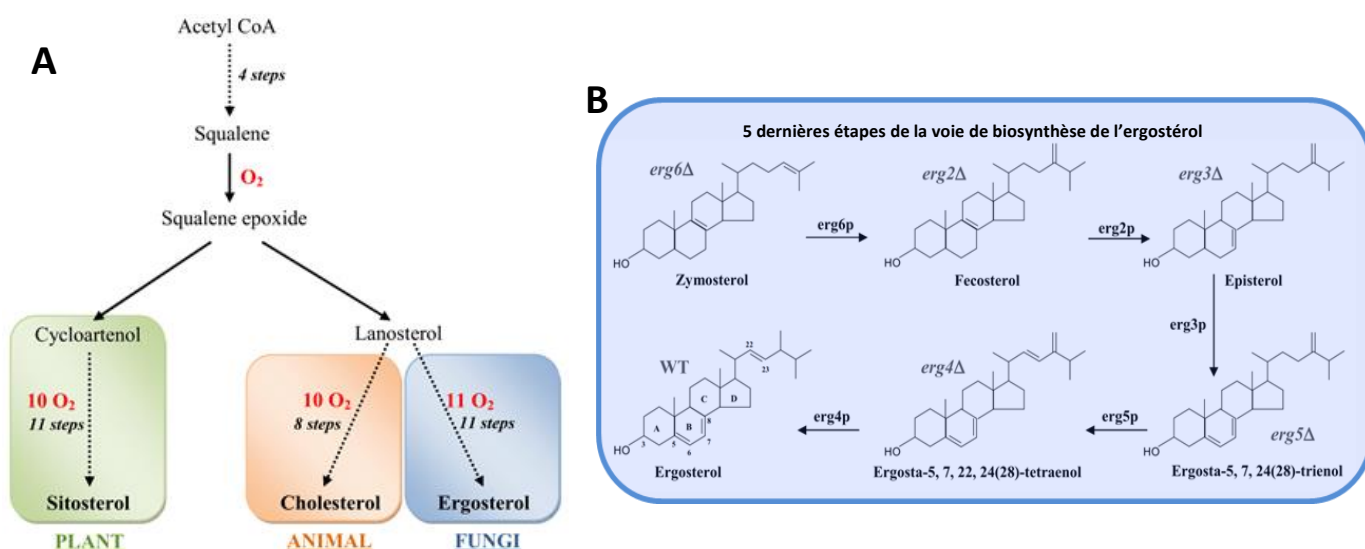 A
Acetyl CoA
4 steps
Squalene
O₂
Squalene epoxide
Cycloartenol
Lanosterol
10 O₂
11 steps
10 O₂
8 steps
11 O₂
11 steps
Sitosterol
Cholesterol
Ergosterol
PLANT
ANIMAL
FUNGI
B
5 dernières étapes de la voie de biosynthèse de l’ergostérol
erg6Δ
erg2Δ
erg3Δ
erg6p
erg2p
HO
HO
HO
Zymosterol
Fecosterol
Episterol
erg3p
WT
22
23
erg4Δ
C
D
A
B
8
7
6
5
3
erg4p
erg5p
erg5Δ
HO
HO
HO
Ergosterol
Ergosta-5, 7, 22, 24(28)-tetraenol
Ergosta-5, 7, 24(28)-trienol